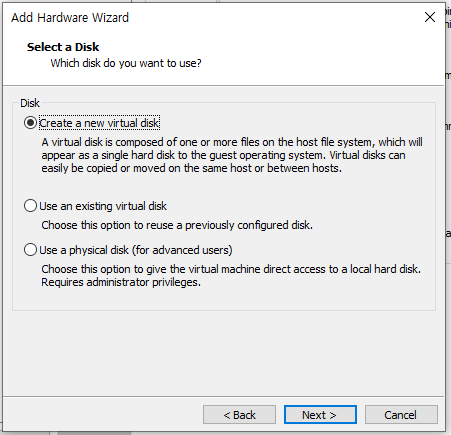 Add Hardware Wizard
Select a Disk
Which disk do you want to use?
Disk
Create a new virtual disk
A virtual disk is composed of one or more files on the host file system, which will
appear as a single hard disk to the guest operating system. Virtual disks can
easily be copied or moved on the same host or between hosts.
Use an existing virtual disk
Choose this option to reuse a previously configured disk.
Use a physical disk (for advanced users)
Choose this option to give the virtual machine direct access to a local hard disk.
Requires administrator privileges.
< Back
Next >
Cancel